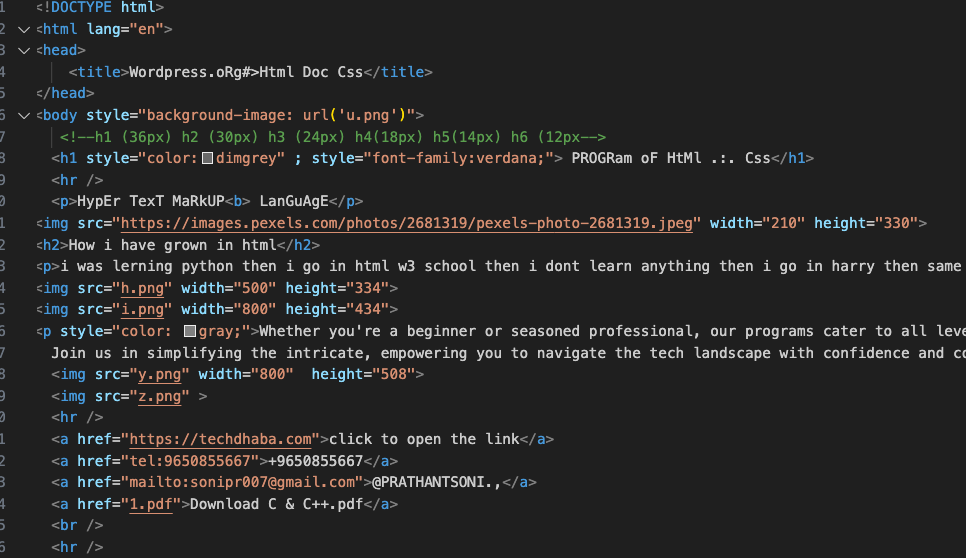 1 <!DOCTYPE html>
2 <html lang="en">
3 <head>
4 <title>Wordpress.oRg#>Html Doc Css</title>
5 </head>
6 <body style="background-image: url('u.png')">
7 <!--h1 (36px) h2 (30px) h3 (24px) h4(18px) h5(14px) h6 (12px-->
8 <h1 style="color: dimgrey" ; style="font-family:verdana;"> PROGRam oF HtMl .:. Css</h1>
9 <hr />
0 <p>HypEr TexT MaRkUP<b> LanGuAgE</p>
1 <img src="https://images.pexels.com/photos/2681319/pexels-photo-2681319.jpeg" width="210" height="330">
2 <h2>How i have grown in html</h2>
3 <p>i was lerning python then i go in html w3 school then i dont learn anything then i go in harry then same
4 <img src="h.png" width="500" height="334">
5 <img src="i.png" width="800" height="434">
6 <p style="color: gray;">Whether you're a beginner or seasoned professional, our programs cater to all leve
7 Join us in simplifying the intricate, empowering you to navigate the tech landscape with confidence and co
8 <img src="y.png" width="800"  height="508">
9 <img src="z.png" >
0 <hr />
1 <a href="https://techdhaba.com">click to open the link</a>
2 <a href="tel:9650855667">+9650855667</a>
3 <a href="mailto:sonipr007@gmail.com">@PRATHANTSONI.,</a>
4 <a href="1.pdf">Download C & C++.pdf</a>
5 <br />
6 <hr />